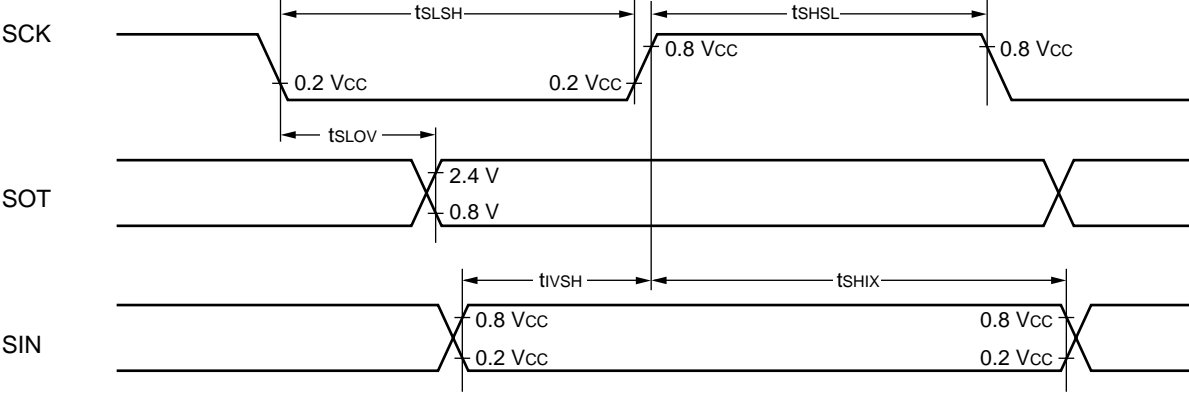 tSLSH tSHSL
SCK
0.8 VCC 0.8 VCC
0.2 VCC 0.2 VCC
tSLOV
SOT
2.4 V
0.8 V
tIVSH tSHIX
SIN
0.8 VCC 0.8 VCC
0.2 VCC 0.2 VCC